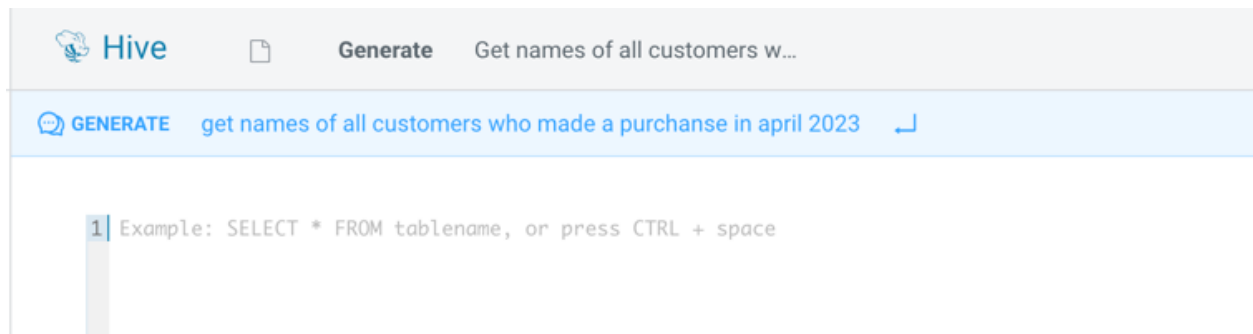 Hive Generate Get names of all customers w...
GENERATE get names of all customers who made a purchanse in april 2023
1 Example: SELECT * FROM tablename, or press CTRL + space